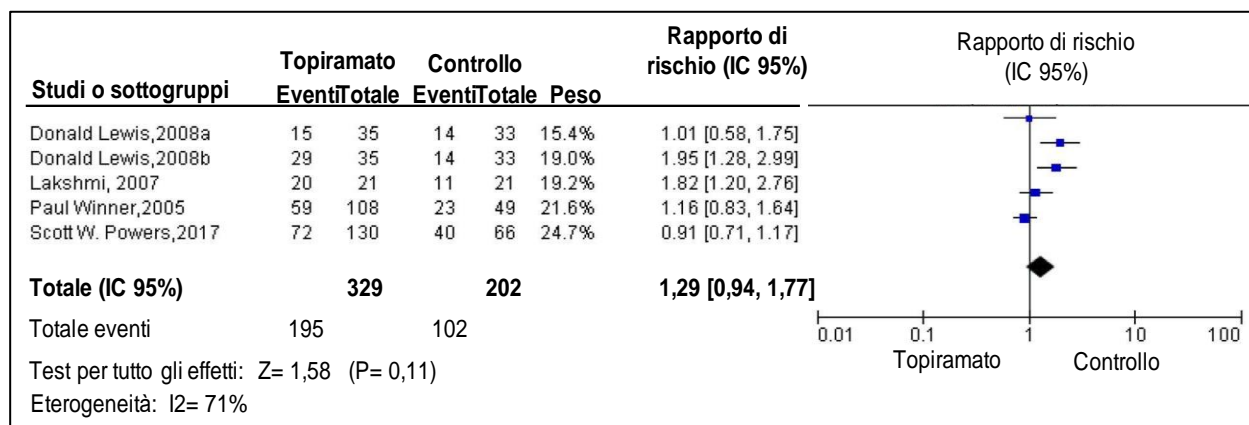 Studi o sottogruppi Topiramato Controllo Rapporto di rischio (IC 95%)
EventiTotale EventiTotale Peso
Donald Lewis,2008a 15 35 14 33 15.4% 1.01 [0.58, 1.75]
Donald Lewis,2008b 29 35 14 33 19.0% 1.95 [1.28, 2.99]
Lakshmi, 2007 20 21 11 21 19.2% 1.82 [1.20, 2.76]
Paul Winner,2005 59 108 23 49 21.6% 1.16 [0.83, 1.64]
Scott W. Powers,2017 72 130 40 66 24.7% 0.91 [0.71, 1.17]
Totale (IC 95%) 329 202 1,29 [0,94, 1,77]
Totale eventi 195 102
Test per tutto gli effetti: Z= 1,58 (P= 0,11)
Eterogeneità: I2= 71%
Rapporto di rischio
(IC 95%)
0.01 0.1 1 10 100
Topiramato Controllo